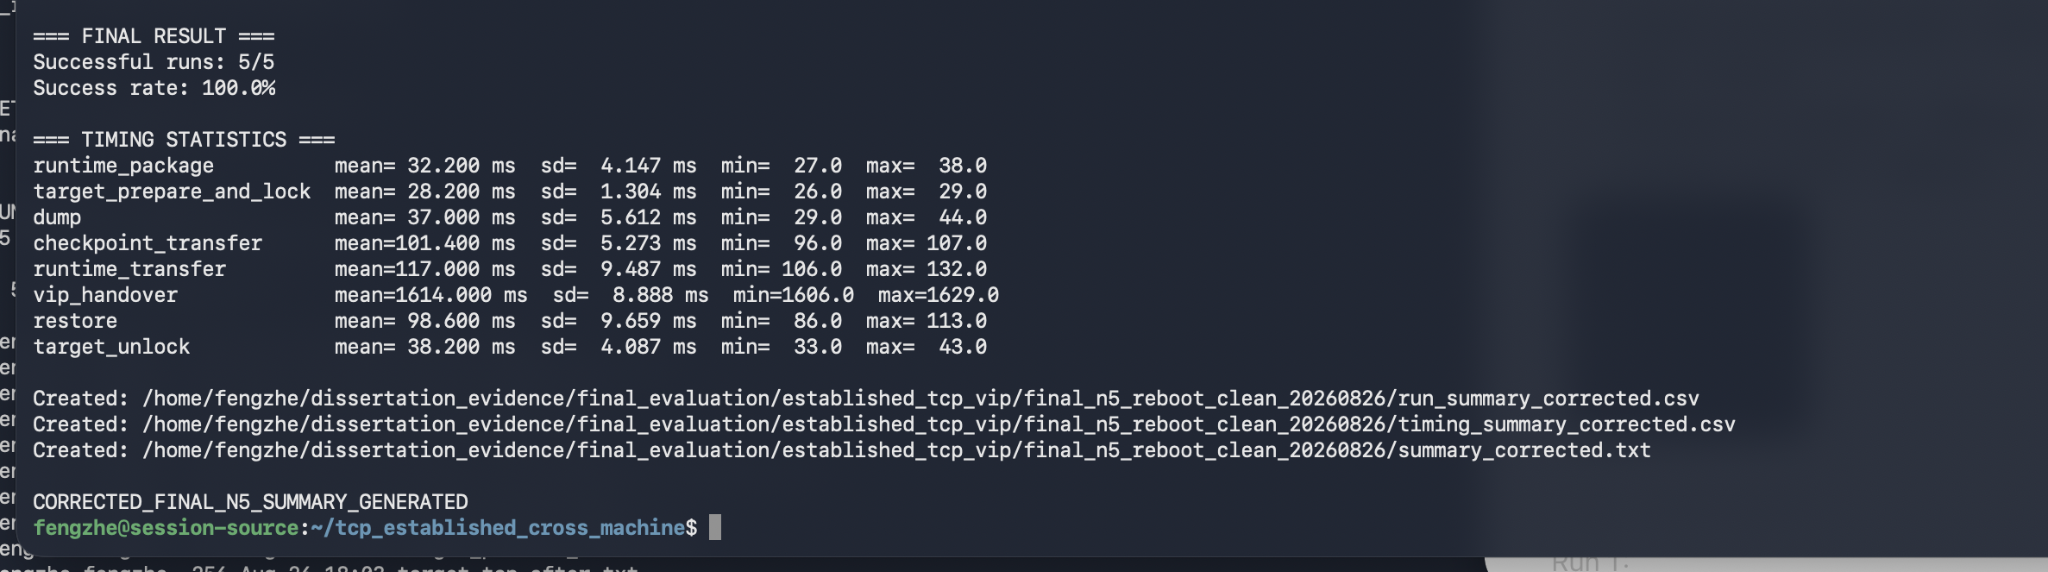 === FINAL RESULT ===
Successful runs: 5/5
Success rate: 100.0%
=== TIMING STATISTICS ===
runtime_package          mean= 32.200 ms  sd=  4.147 ms  min=  27.0  max=  38.0
target_prepare_and_lock  mean= 28.200 ms  sd=  1.304 ms  min=  26.0  max=  29.0
dump                     mean= 37.000 ms  sd=  5.612 ms  min=  29.0  max=  44.0
checkpoint_transfer      mean=101.400 ms  sd=  5.273 ms  min=  96.0  max= 107.0
runtime_transfer         mean=117.000 ms  sd=  9.487 ms  min= 106.0  max= 132.0
vip_handover             mean=1614.000 ms  sd=  8.888 ms  min=1606.0  max=1629.0
restore                  mean= 98.600 ms  sd=  9.659 ms  min=  86.0  max= 113.0
target_unlock            mean= 38.200 ms  sd=  4.087 ms  min=  33.0  max=  43.0
Created: /home/fengzhe/dissertation_evidence/final_evaluation/established_tcp_vip/final_n5_reboot_clean_20260826/run_summary_corrected.csv
Created: /home/fengzhe/dissertation_evidence/final_evaluation/established_tcp_vip/final_n5_reboot_clean_20260826/timing_summary_corrected.csv
Created: /home/fengzhe/dissertation_evidence/final_evaluation/established_tcp_vip/final_n5_reboot_clean_20260826/summary_corrected.txt
CORRECTED_FINAL_N5_SUMMARY_GENERATED
fengzhe@session-source:~/tcp_established_cross_machine$